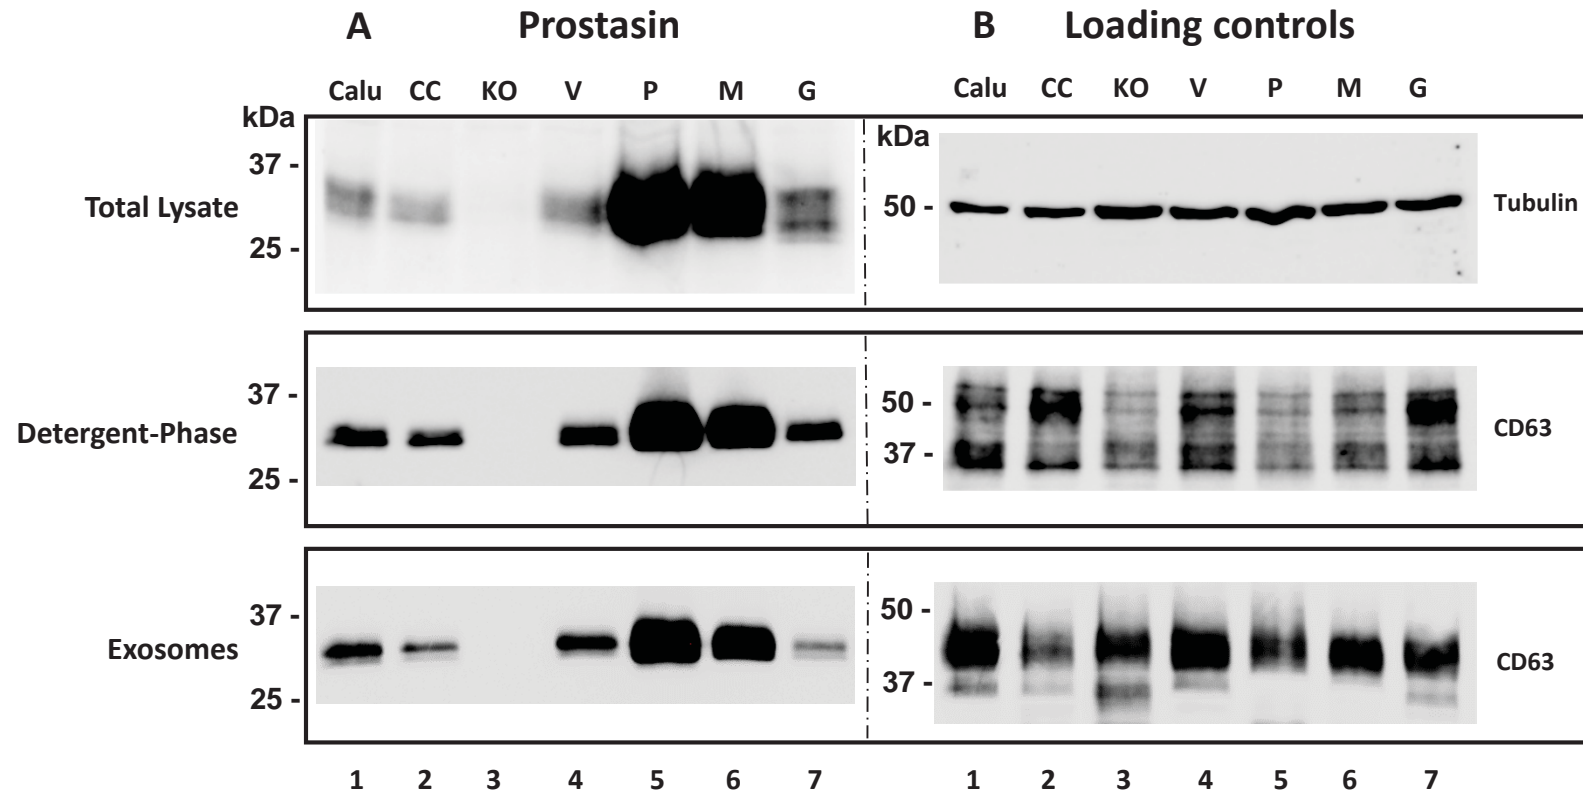 A Prostasin B Loading controls
Calu CC KO V P M G Calu CC KO V P M G
kDa kDa
37 -
Total Lysate 50 - Tubulin
25 -
37 - 50 -
Detergent-Phase CD63
37 -
25 -
37 - 50 -
Exosomes CD63
37 -
25 -
1 2 3 4 5 6 7 1 2 3 4 5 6 7